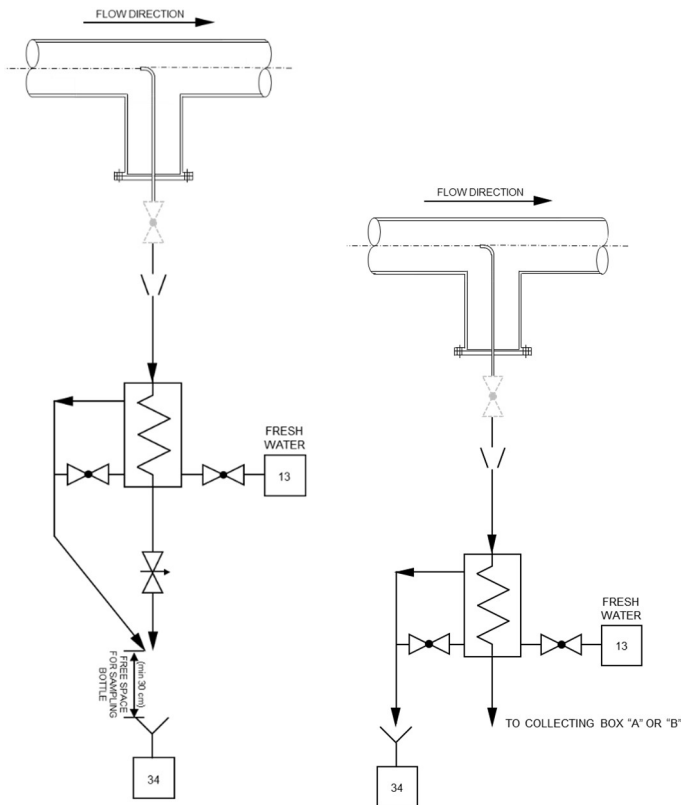 FLOW DIRECTION
FRESH
WATER
13
(min 30 cm)
FREE SPACE
FOR SAMPLING
BOTTLE
34
FLOW DIRECTION
FRESH
WATER
13
TO COLLECTING BOX "A" OR "B"
34